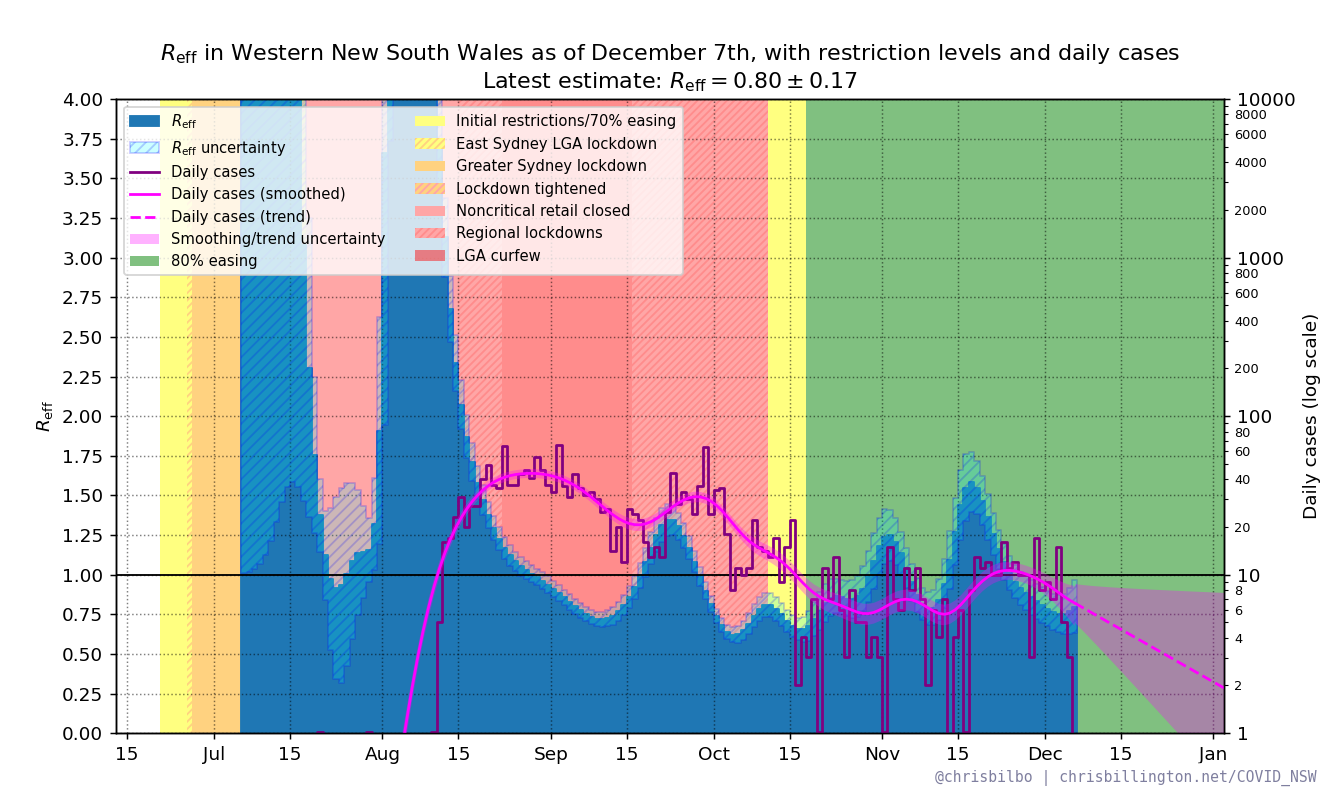 Reff in Western New South Wales as of December 7th, with restriction levels and daily cases
Latest estimate: Reff = 0.80 ± 0.17
Reff
Reff uncertainty
Daily cases
Daily cases (smoothed)
Daily cases (trend)
Smoothing/trend uncertainty
80% easing
Initial restrictions/70% easing
East Sydney LGA lockdown
Greater Sydney lockdown
Lockdown tightened
Noncritical retail closed
Regional lockdowns
LGA curfew
4.00
3.75
3.50
3.25
3.00
2.75
2.50
2.25
2.00
1.75
1.50
1.25
1.00
0.75
0.50
0.25
0.00
Reff
10000
8000
6000
4000
2000
1000
800
600
400
200
100
80
60
40
20
10
8
6
4
2
1
Daily cases (log scale)
15 Jul 15 Aug 15 Sep 15 Oct 15 Nov 15 Dec 15 Jan
@chrisbilbo | chrisbillington.net/COVID_NSW